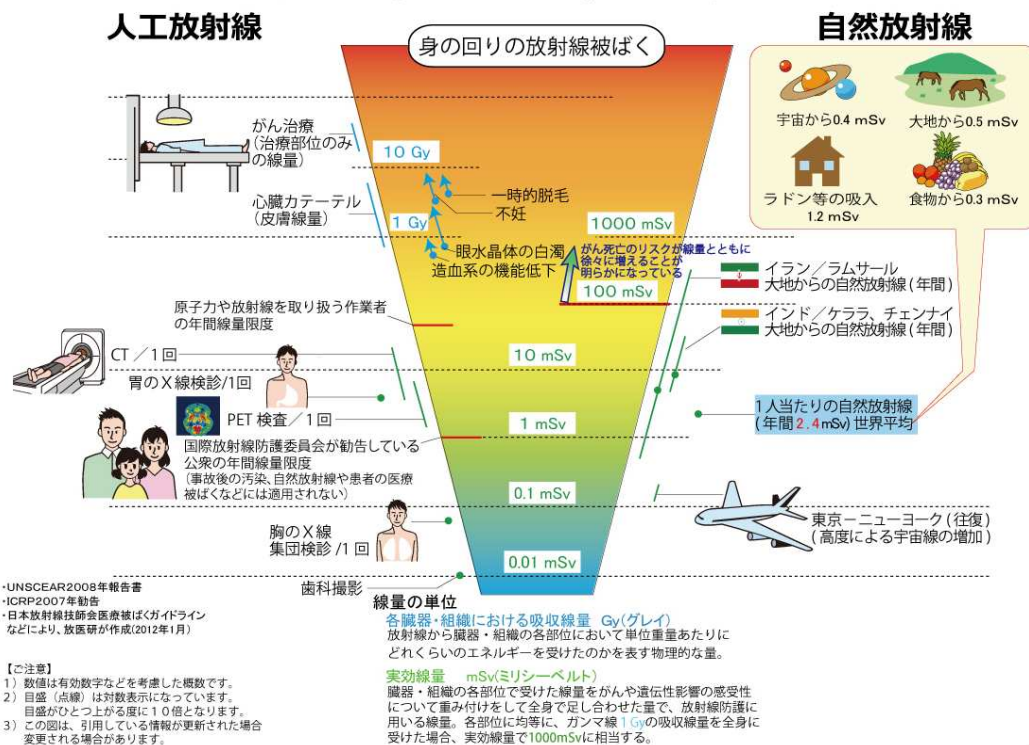 人工放射線
身の回りの放射線被ばく
自然放射線
宇宙から0.4 mSv
大地から0.5 mSv
ラドン等の吸入
1.2 mSv
食物から0.3 mSv
がん治療
(治療部位のみ
の線量)
10 Gy
心臓カテーテル
(皮膚線量)
1 Gy
一時的脱毛
不妊
眼水晶体の白濁
造血系の機能低下
1000 mSv
がん死亡のリスクが線量とともに
徐々に増えることが
明らかになっている
100 mSv
イラン/ラムサール
大地からの自然放射線(年間)
インド/ケララ、チェンナイ
大地からの自然放射線(年間)
原子力や放射線を取り扱う作業者
の年間線量限度
10 mSv
CT/1回
胃のX線検診/1回
PET検査/1回
1 mSv
1人当たりの自然放射線
(年間2.4mSv)世界平均
国際放射線防護委員会が勧告している
公衆の年間線量限度
(事故後の汚染、自然放射線や患者の医療
被ばくなどには適用されない)
0.1 mSv
東京-ニューヨーク(往復)
(高度による宇宙線の増加)
胸のX線
集団検診/1回
0.01 mSv
歯科撮影
・UNSCEAR2008年報告書
・ICRP2007年勧告
・日本放射線技師会医療被ばくガイドライン
などにより、放医研が作成(2012年1月)
【ご注意】
1)数値は有効数字などを考慮した概数です。
2)目盛(点線)は対数表示になっています。
目盛がひとつ上がる度に10倍となります。
3)この図は、引用している情報が更新された場合
変更される場合があります。
線量の単位
各臓器・組織における吸収線量 Gy(グレイ)
放射線から臓器・組織の各部位において単位重量あたりに
どれくらいのエネルギーを受けたのかを表す物理的な量。
実効線量 mSv(ミリシーベルト)
臓器・組織の各部位で受けた線量をがんや遺伝性影響の感受性
について重み付けをして全身で足し合わせた量で、放射線防護に
用いる線量。各部位に均等に、ガンマ線1 Gyの吸収線量を全身に
受けた場合、実効線量で1000mSvに相当する。